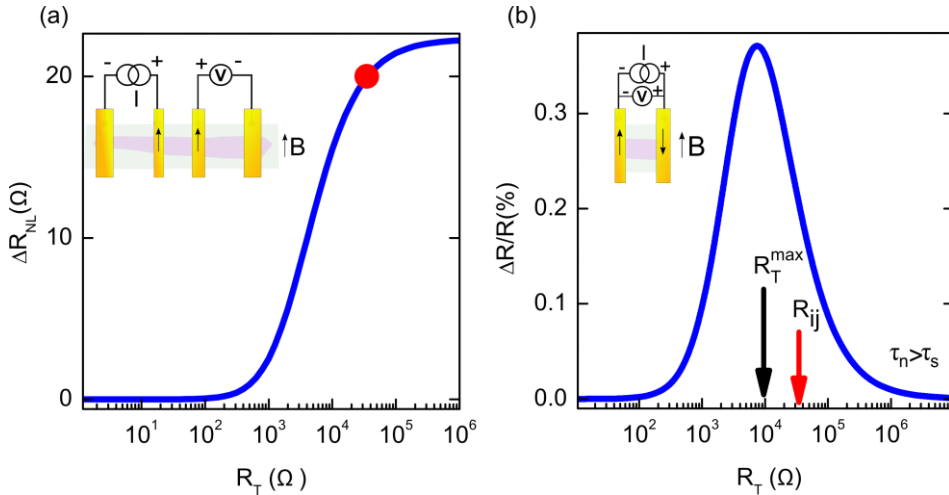 (a)
- + + -
I V
↑B
20
10
0
ΔR_NL(Ω)
10^1 10^2 10^3 10^4 10^5 10^6
R_T (Ω)
(b)
I
- +
- V +
↑B
0.3
0.2
0.1
0.0
ΔR/R(%)
R_T^max
R_ij
τ_n>τ_s
10^2 10^3 10^4 10^5 10^6
R_T (Ω)